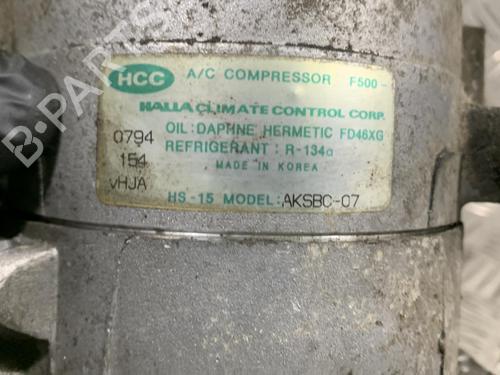 HCC A/C COMPRESSOR F500-
HALLA CLIMATE CONTROL CORP.
0794 OIL:DAPHNE HERMETIC FD46XG
154 REFRIGERANT: R-134a
vHJA MADE IN KOREA
HS-15 MODEL: AKSBC-07